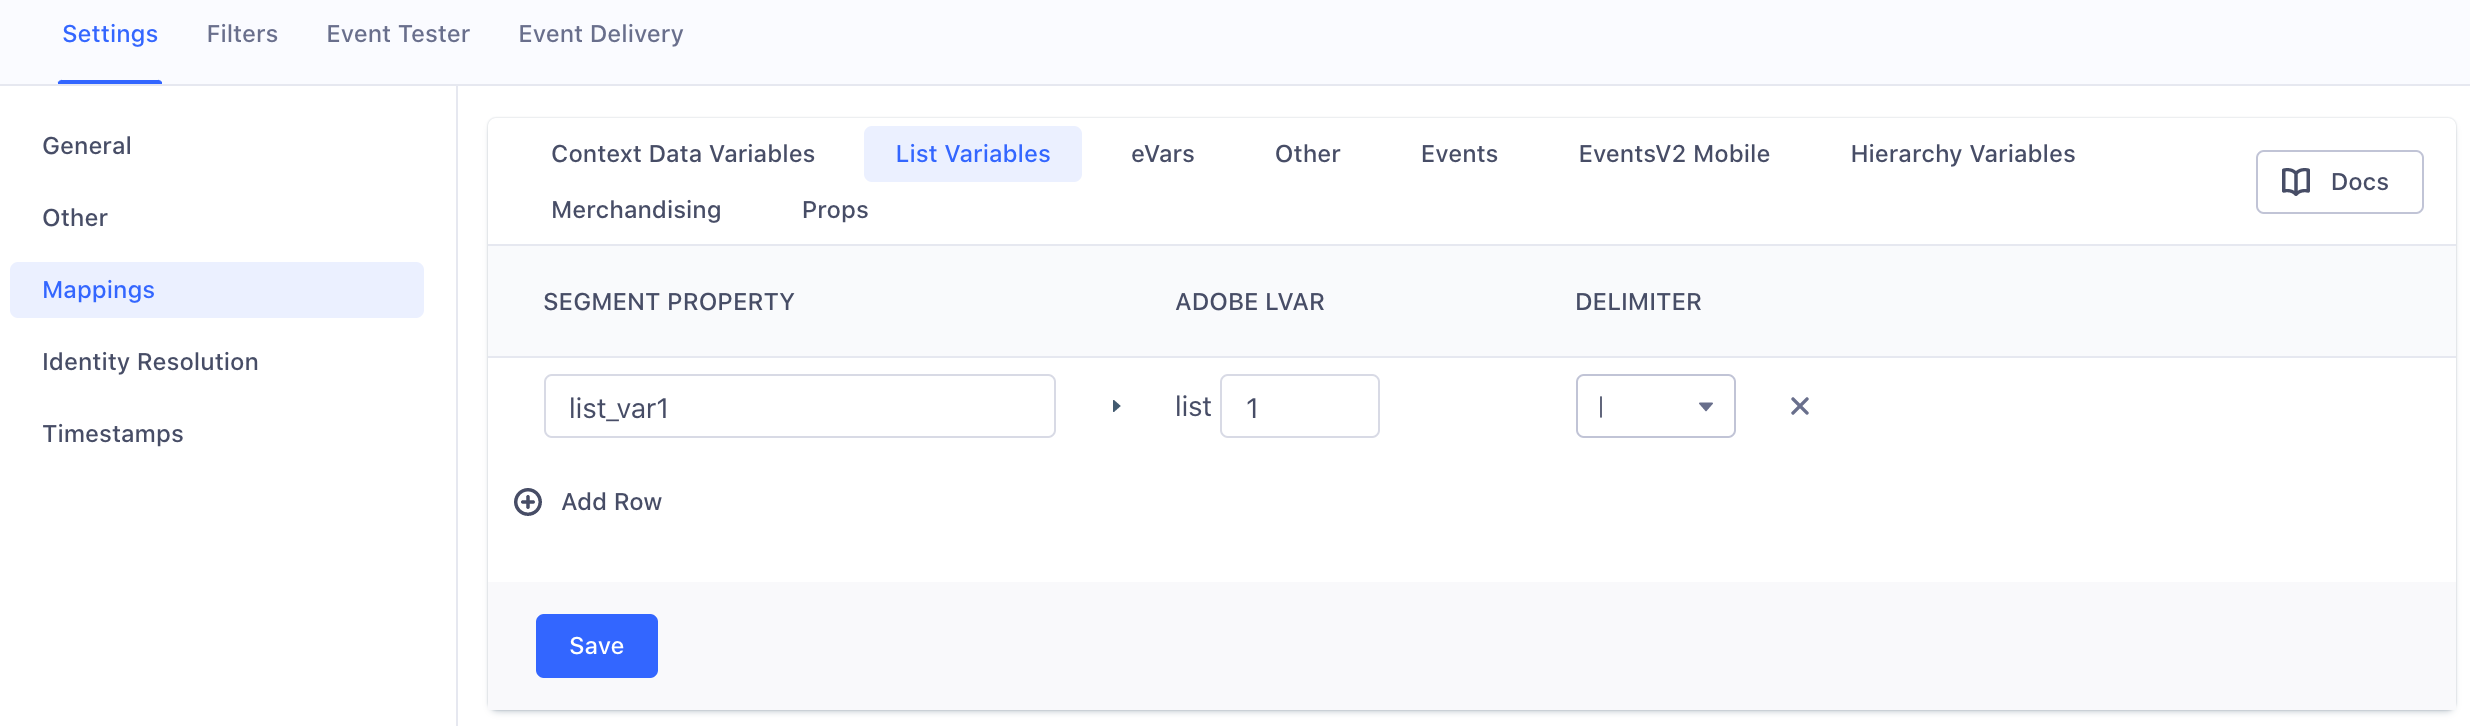 Settings Filters Event Tester Event Delivery
General
Other
Mappings
Identity Resolution
Timestamps
Context Data Variables List Variables eVars Other Events EventsV2 Mobile Hierarchy Variables
Merchandising Props
Docs
SEGMENT PROPERTY ADOBE LVAR DELIMITER
list_var1 list 1 |
Add Row
Save